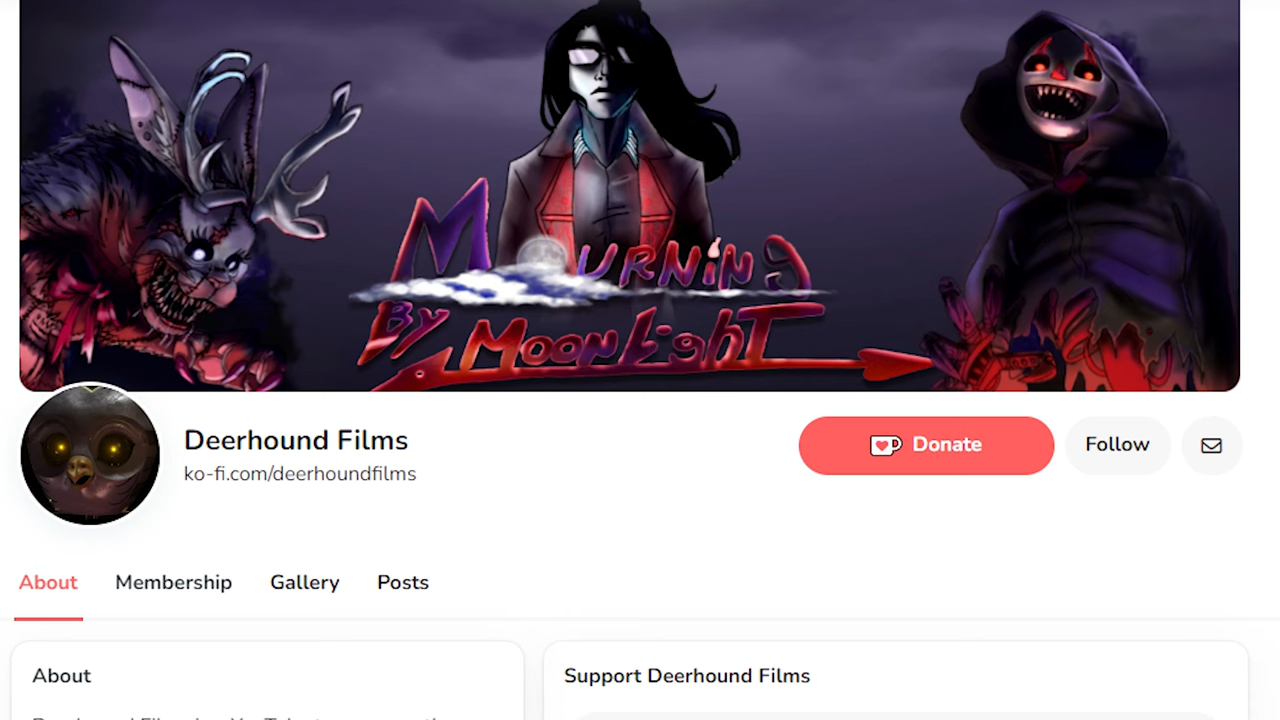 MOURNING
By MoonLighT
Deerhound Films
ko-fi.com/deerhoundfilms
Donate
Follow
About
Membership
Gallery
Posts
About
Support Deerhound Films